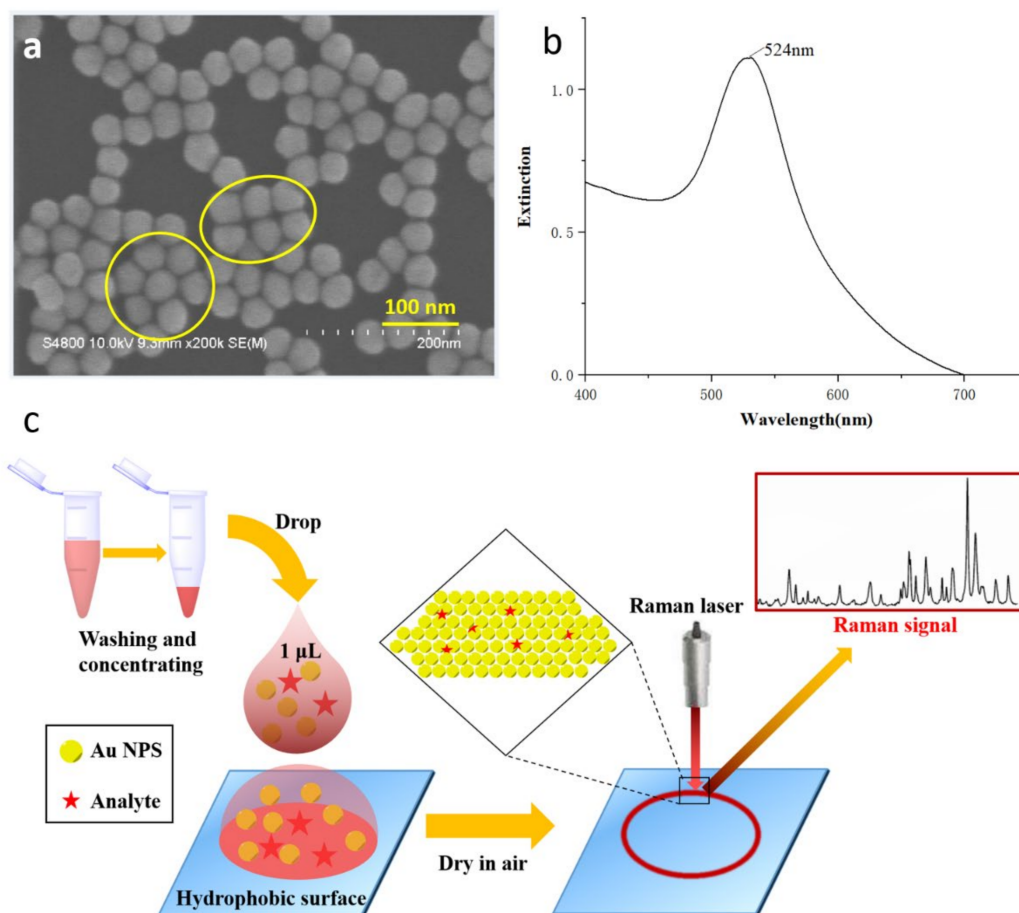 a
100 nm
S4800 10.0kV 9.3mm x200k SE(M)
200nm
b
524nm
1.0
0.5
0.0
Extinction
400
500
600
700
Wavelength(nm)
c
Washing and
concentrating
Drop
1 μL
Au NPS
Analyte
Hydrophobic surface
Dry in air
Raman laser
Raman signal